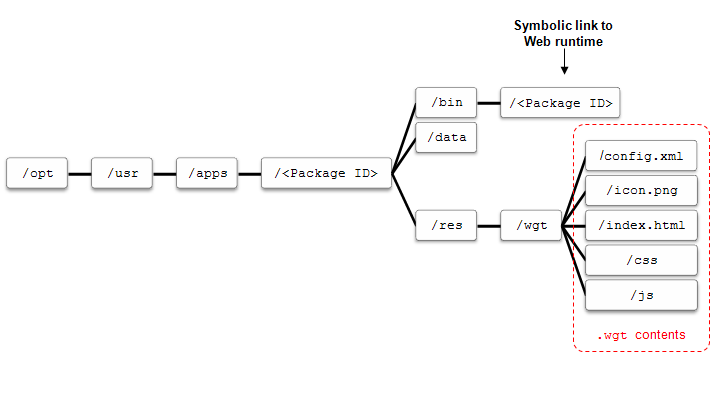 Symbolic link to
Web runtime
/bin
/<Package ID>
/data
/opt
/usr
/apps
/<Package ID>
/res
/wgt
/config.xml
/icon.png
/index.html
/css
/js
.wgt contents